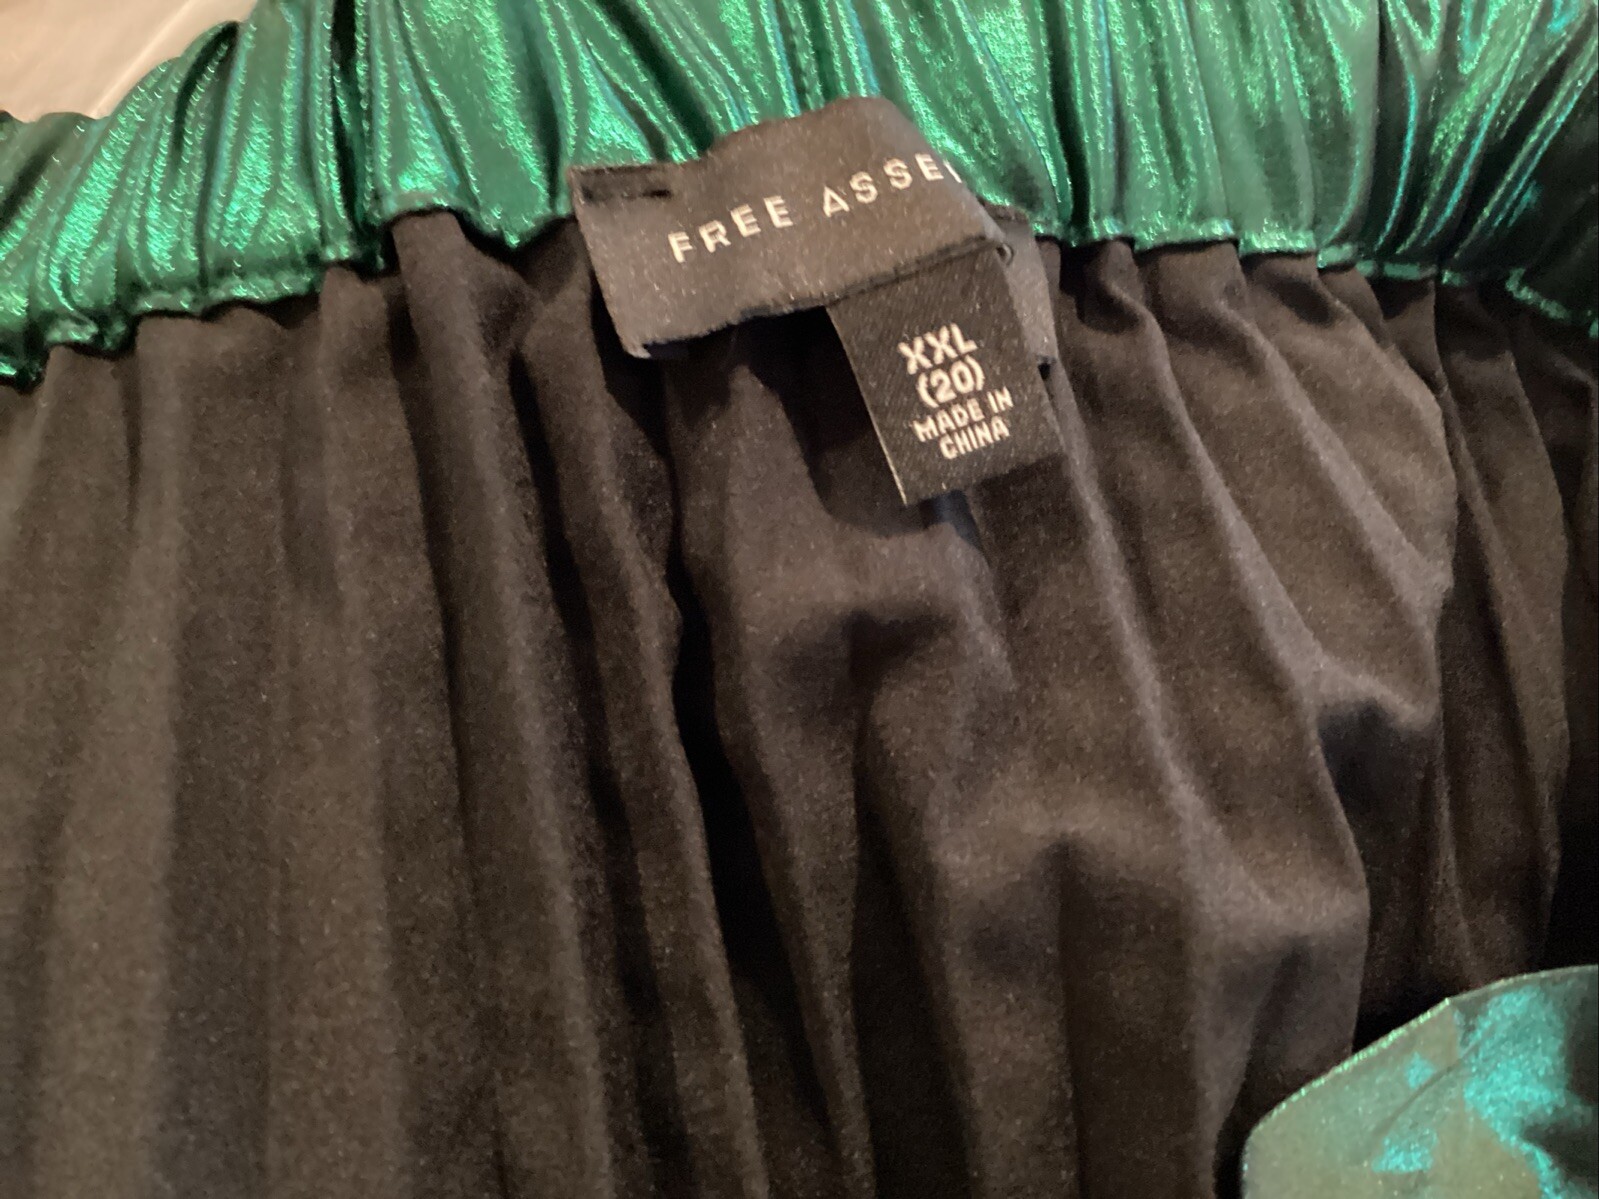 FREE ASSE
XXL
(20)
MADE IN
CHINA